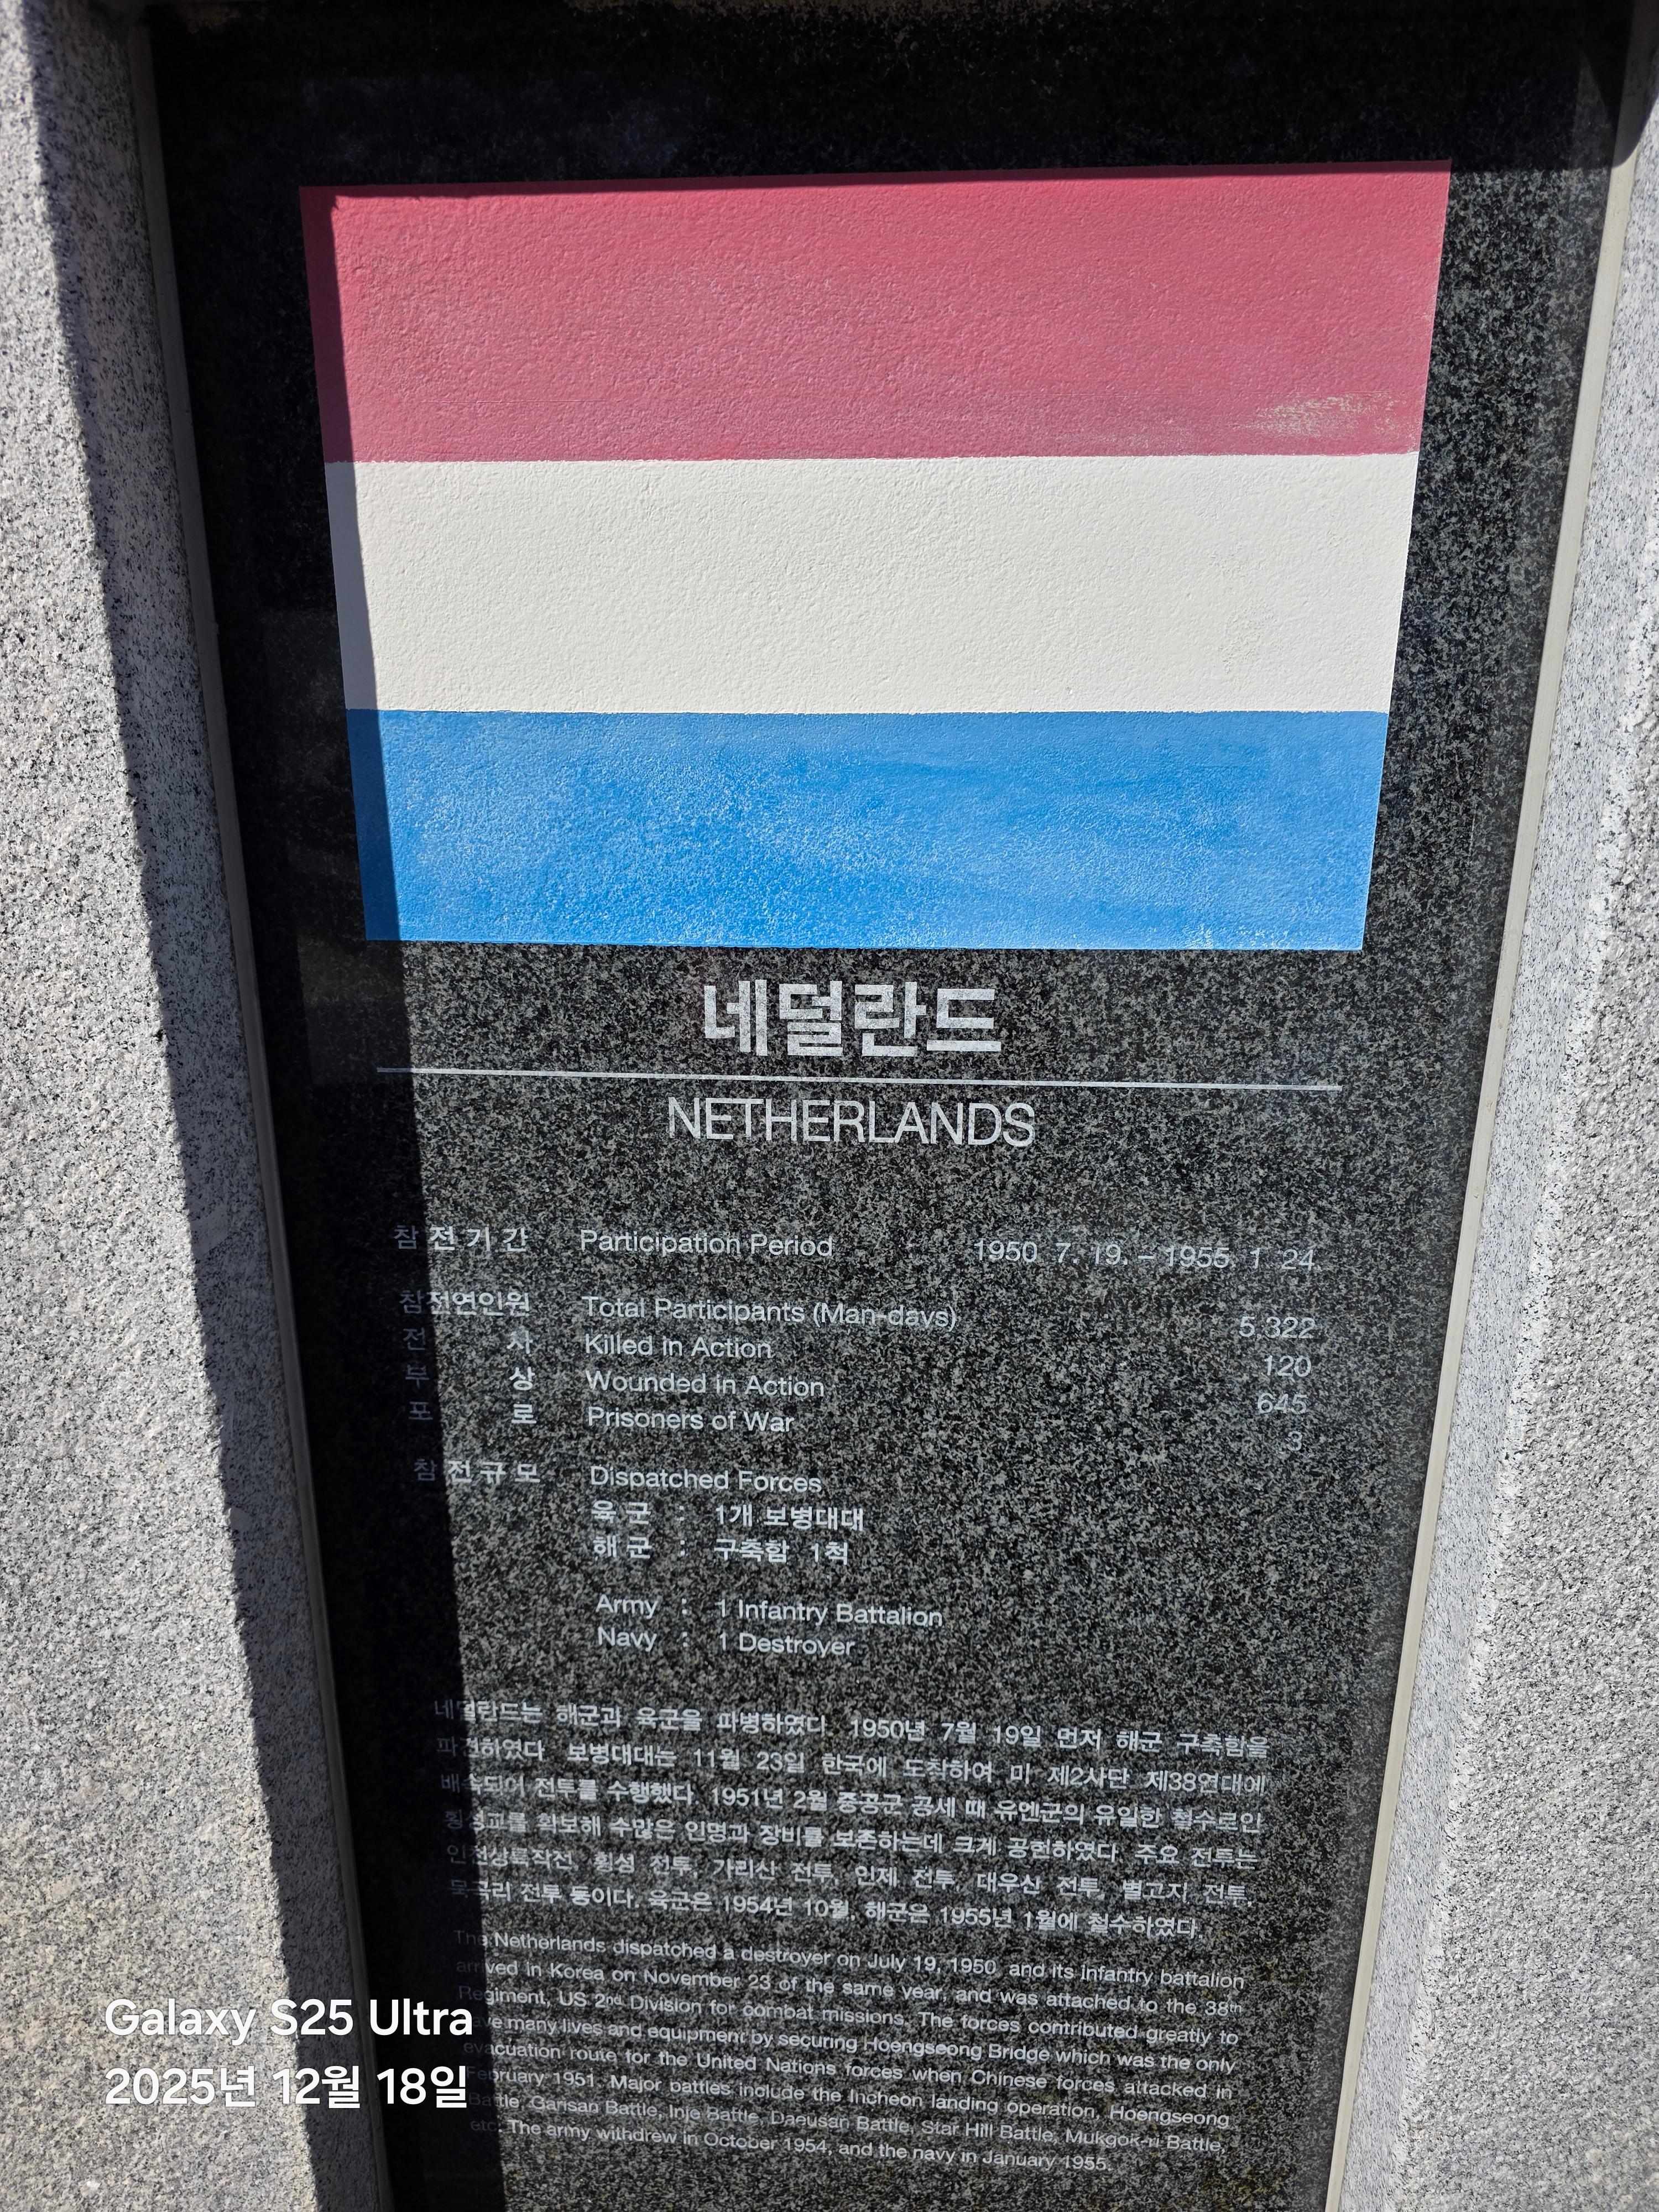 네덜란드
NETHERLANDS
참 전 기 간 Participation Period 1950. 7. 19. – 1955. 1. 24.
참전연인원 Total Participants (Man-days) 5,322
전 사 Killed in Action 120
부 상 Wounded in Action 645
포 로 Prisoners of War 3
참 전 규 모 Dispatched Forces
육 군 : 1개 보병대대
해 군 : 구축함 1척
Army : 1 Infantry Battalion
Navy : 1 Destroyer
네덜란드는 해군과 육군을 파병하였다. 1950년 7월 19일 먼저 해군 구축함을
파견하였다. 보병대대는 11월 23일 한국에 도착하여 미 제2사단 제38연대에
배속되어 전투를 수행했다. 1951년 2월 중공군 공세 때 유엔군의 유일한 철수로인
횡성교를 확보해 수많은 인명과 장비를 보존하는데 크게 공헌하였다. 주요 전투는
인천상륙작전, 횡성 전투, 가리산 전투, 인제 전투, 대우산 전투, 별고지 전투,
묵곡리 전투 등이다. 육군은 1954년 10월, 해군은 1955년 1월에 철수하였다.
The Netherlands dispatched a destroyer on July 19, 1950, and its infantry battalion
arrived in Korea on November 23 of the same year, and was attached to the 38th
Regiment, US 2nd Division for combat missions. The forces contributed greatly to
save many lives and equipment by securing Hoengseong Bridge which was the only
evacuation route for the United Nations forces when Chinese forces attacked in
February 1951. Major battles include the Incheon landing operation, Hoengseong
Battle, Garisan Battle, Inje Battle, Daeusan Battle, Star Hill Battle, Mukgok-ri Battle,
etc. The army withdrew in October 1954, and the navy in January 1955.
Galaxy S25 Ultra
2025년 12월 18일